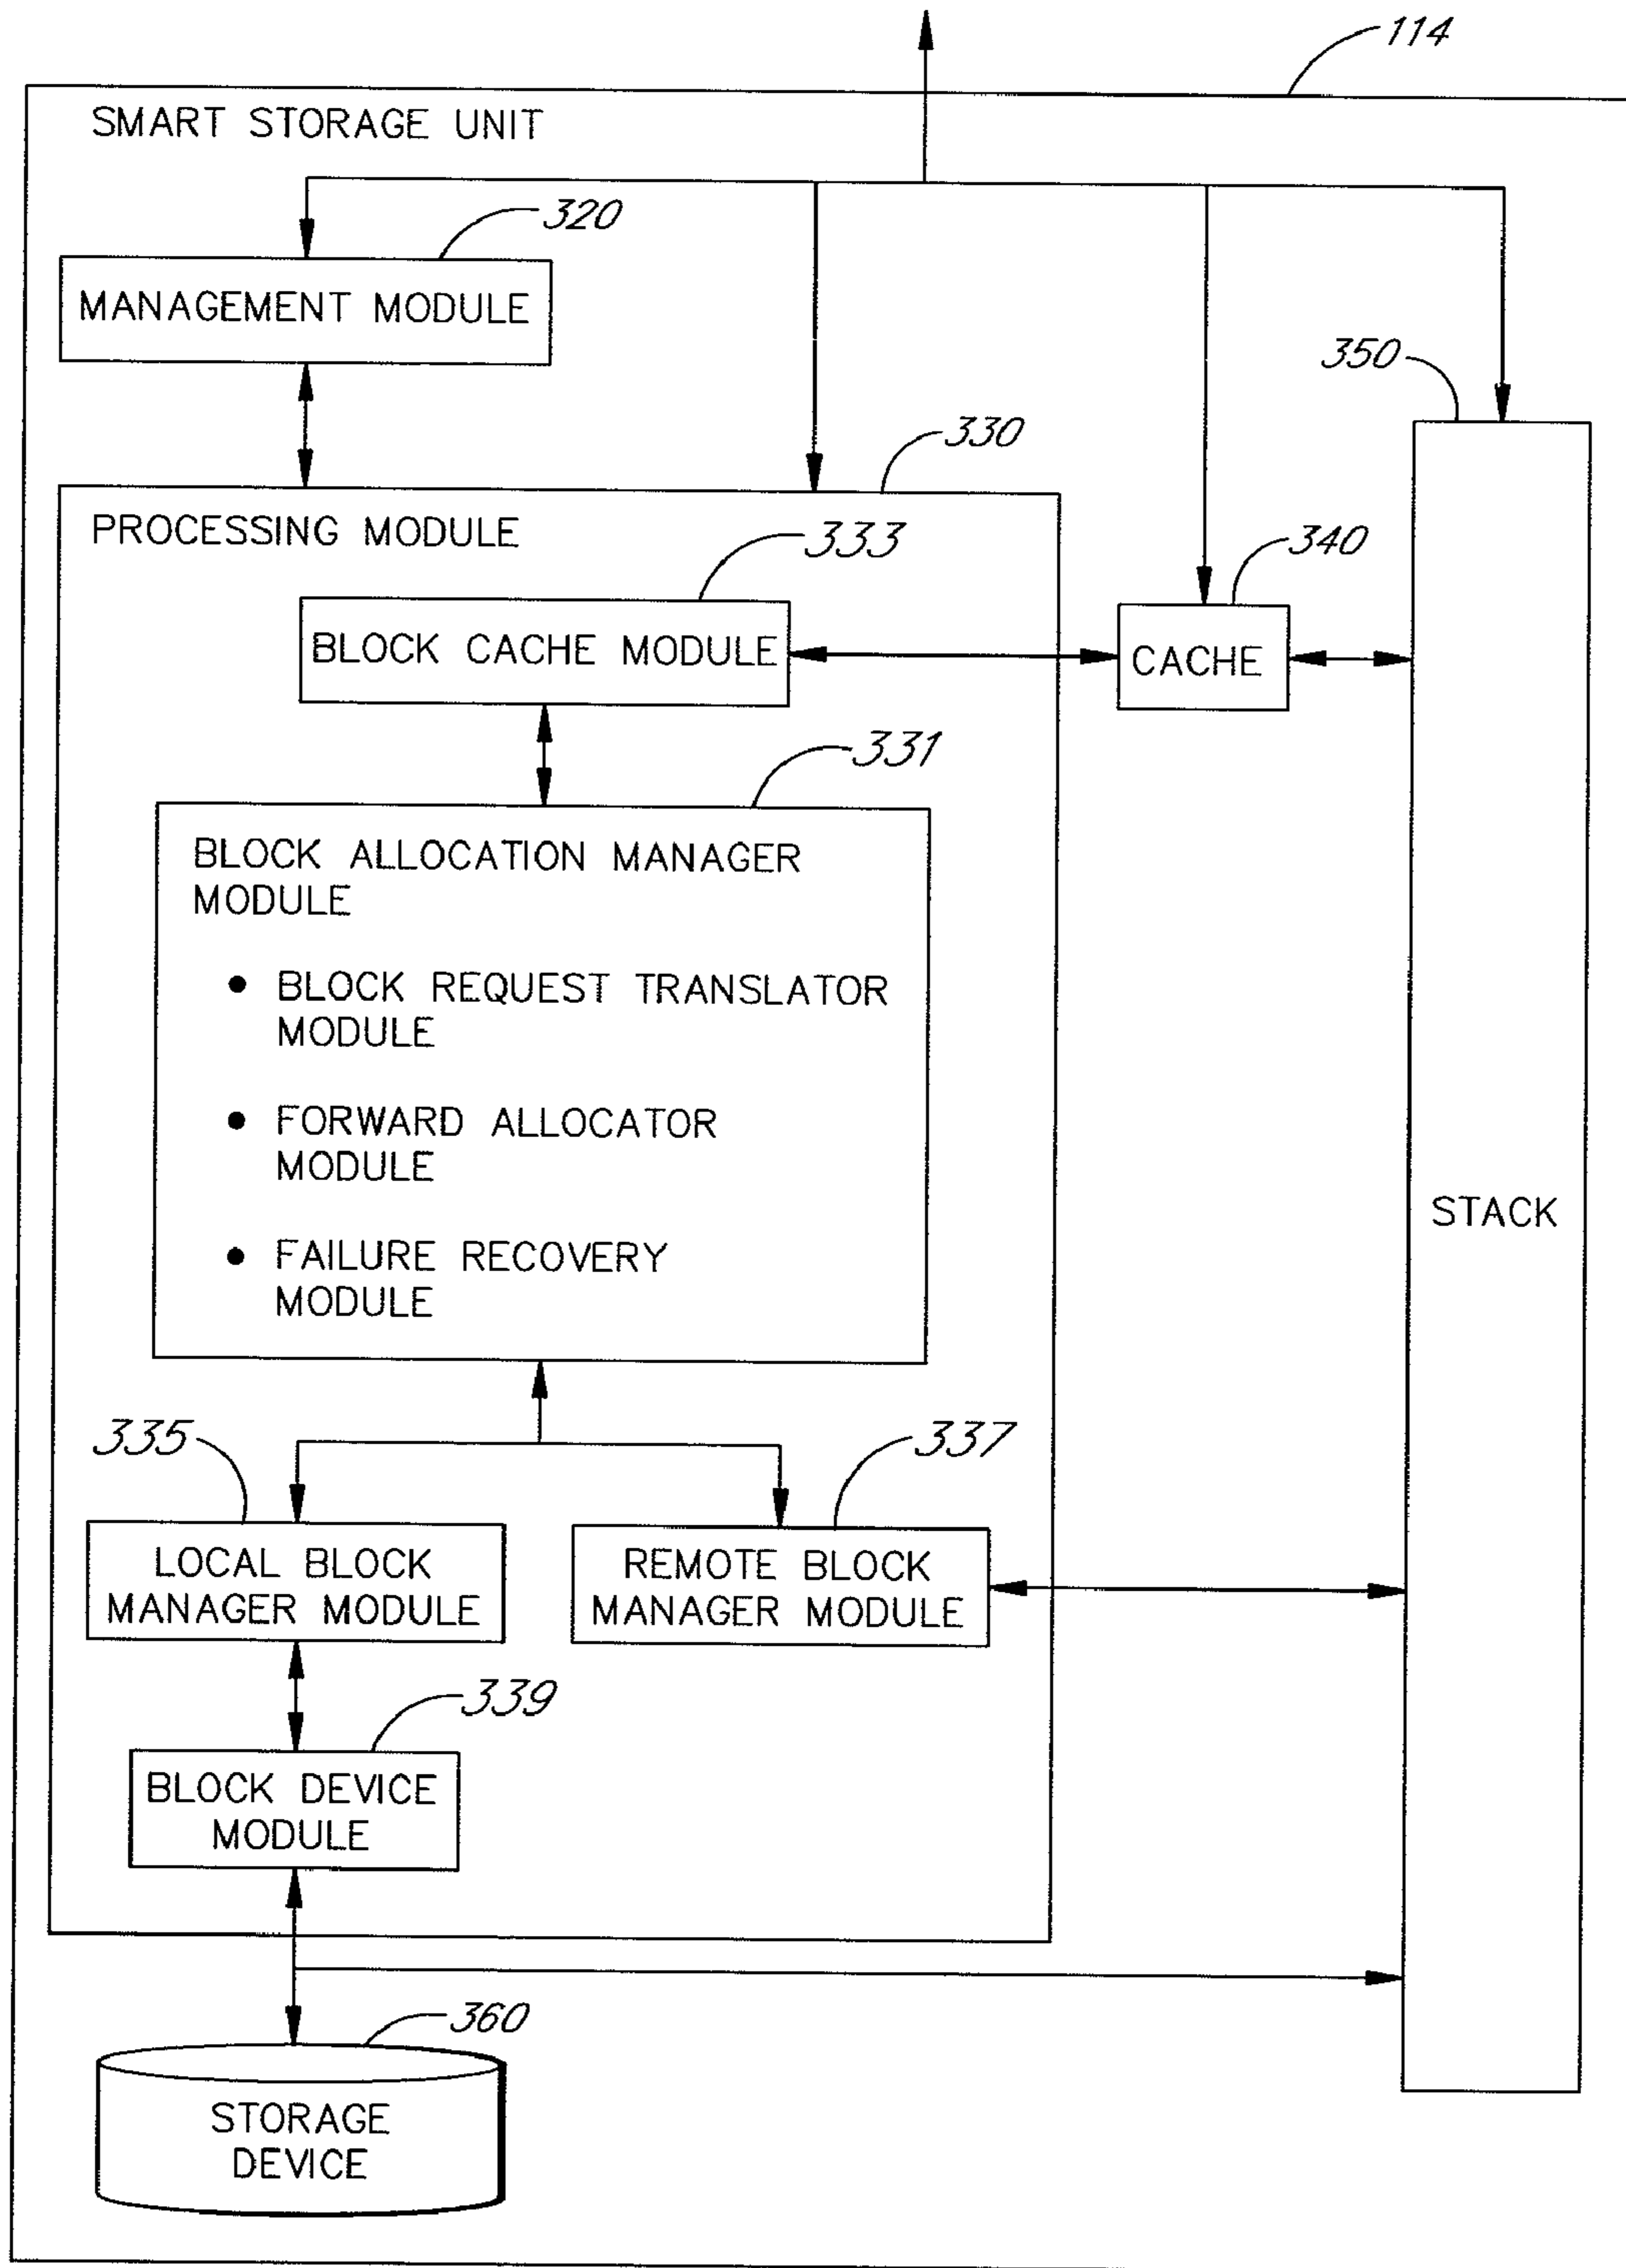 114
SMART STORAGE UNIT
320
MANAGEMENT MODULE
350
330
PROCESSING MODULE
333
340
BLOCK CACHE MODULE
CACHE
331
BLOCK ALLOCATION MANAGER
MODULE
• BLOCK REQUEST TRANSLATOR
MODULE
• FORWARD ALLOCATOR
MODULE
STACK
• FAILURE RECOVERY
MODULE
335
337
LOCAL BLOCK
MANAGER MODULE
REMOTE BLOCK
MANAGER MODULE
339
BLOCK DEVICE
MODULE
360
STORAGE
DEVICE